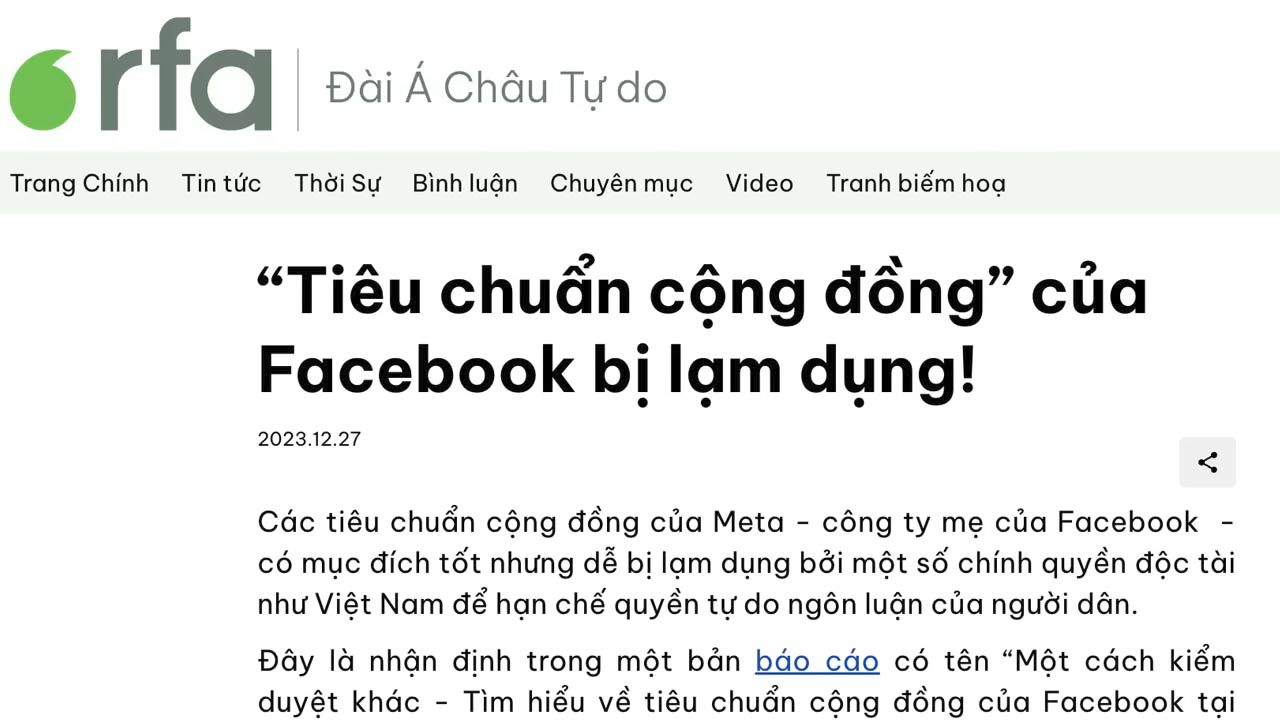 rfa
Đài Á Châu Tự do
Trang Chính Tin tức Thời Sự Bình luận Chuyên mục Video Tranh biếm hoạ
“Tiêu chuẩn cộng đồng” của
Facebook bị lạm dụng!
2023.12.27
Các tiêu chuẩn cộng đồng của Meta - công ty mẹ của Facebook -
có mục đích tốt nhưng dễ bị lạm dụng bởi một số chính quyền độc tài
như Việt Nam để hạn chế quyền tự do ngôn luận của người dân.
Đây là nhận định trong một bản báo cáo có tên “Một cách kiểm
duyệt khác - Tìm hiểu về tiêu chuẩn cộng đồng của Facebook tại